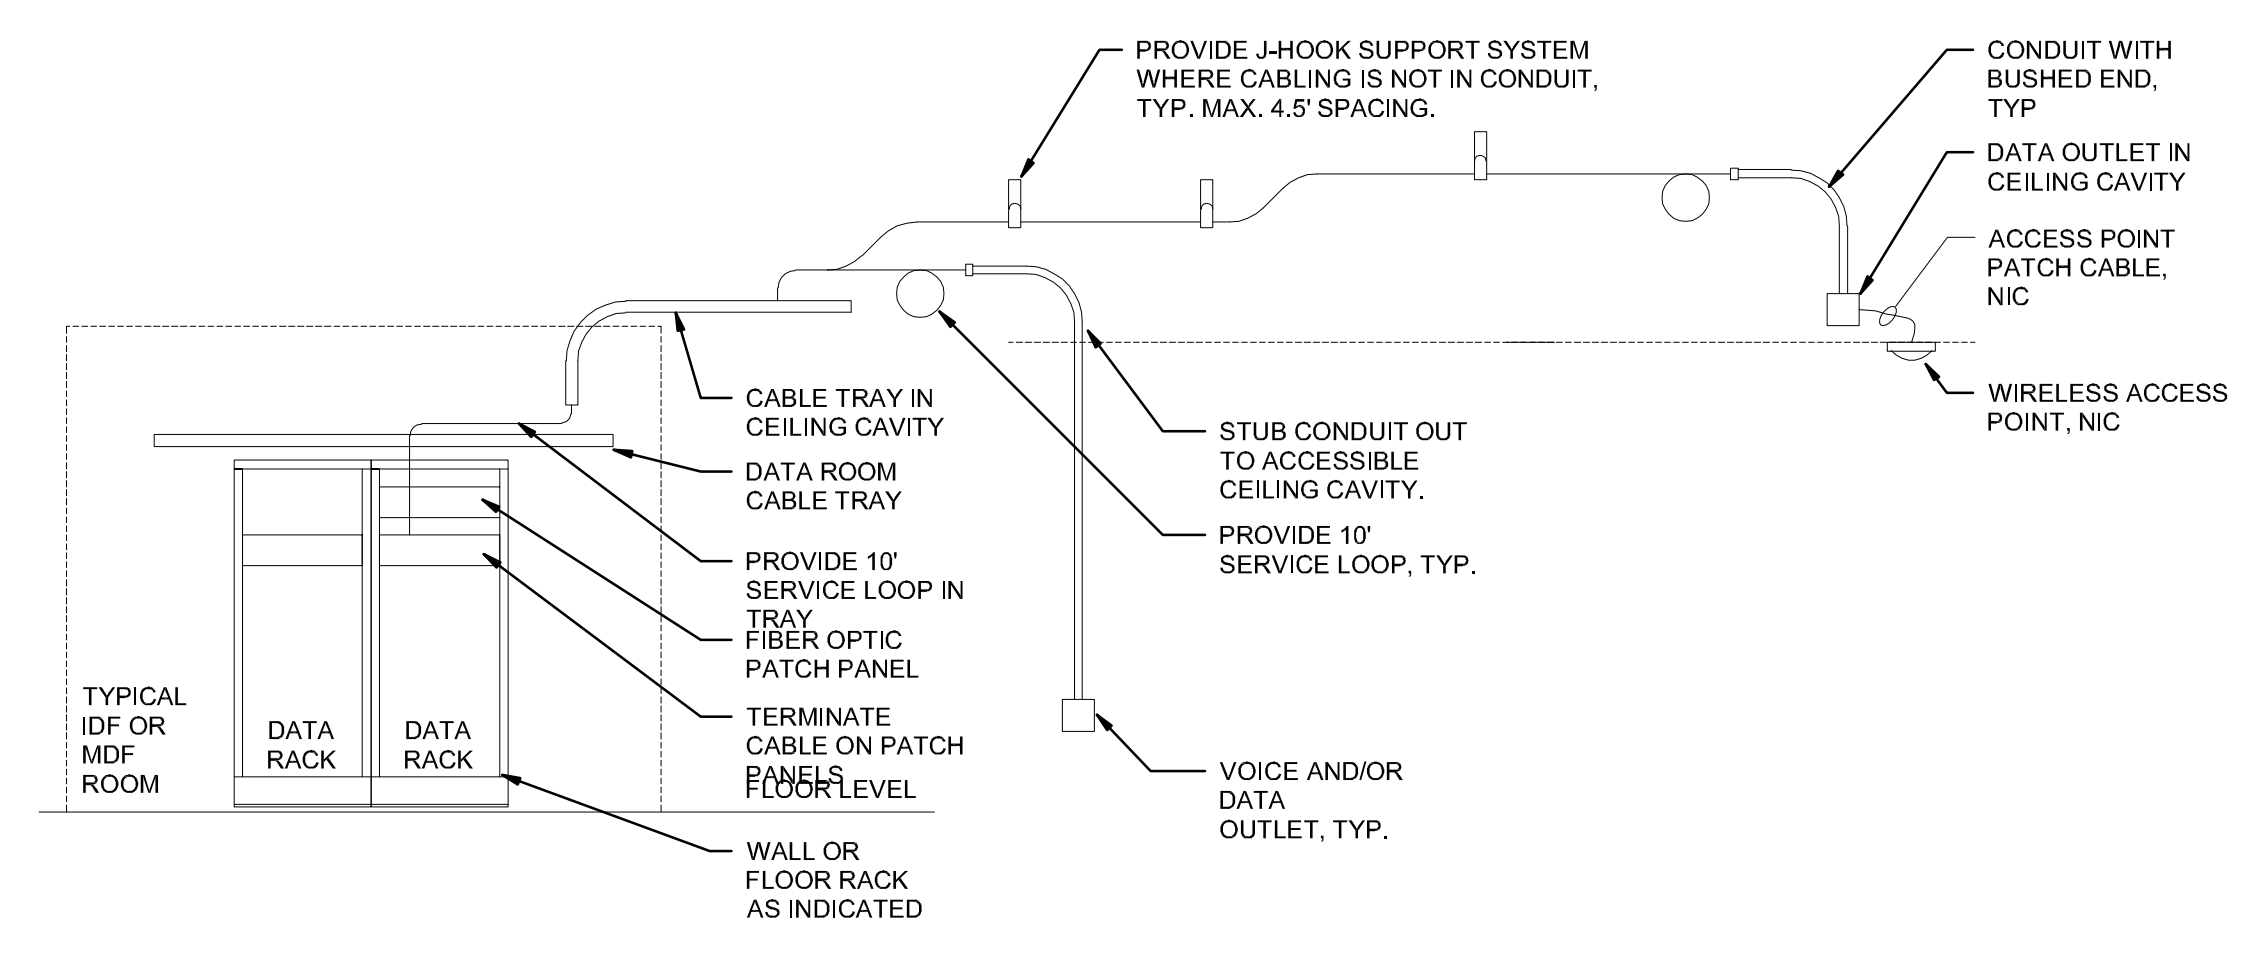 PROVIDE J-HOOK SUPPORT SYSTEM
WHERE CABLING IS NOT IN CONDUIT,
TYP. MAX. 4.5' SPACING.
CONDUIT WITH
BUSHED END,
TYP
DATA OUTLET IN
CEILING CAVITY
ACCESS POINT
PATCH CABLE,
NIC
WIRELESS ACCESS
POINT, NIC
CABLE TRAY IN
CEILING CAVITY
DATA ROOM
CABLE TRAY
PROVIDE 10'
SERVICE LOOP IN
TRAY
FIBER OPTIC
PATCH PANEL
TERMINATE
CABLE ON PATCH
PANELS
FLOOR LEVEL
WALL OR
FLOOR RACK
AS INDICATED
STUB CONDUIT OUT
TO ACCESSIBLE
CEILING CAVITY.
PROVIDE 10'
SERVICE LOOP, TYP.
VOICE AND/OR
DATA
OUTLET, TYP.
TYPICAL
IDF OR
MDF
ROOM
DATA
RACK
DATA
RACK